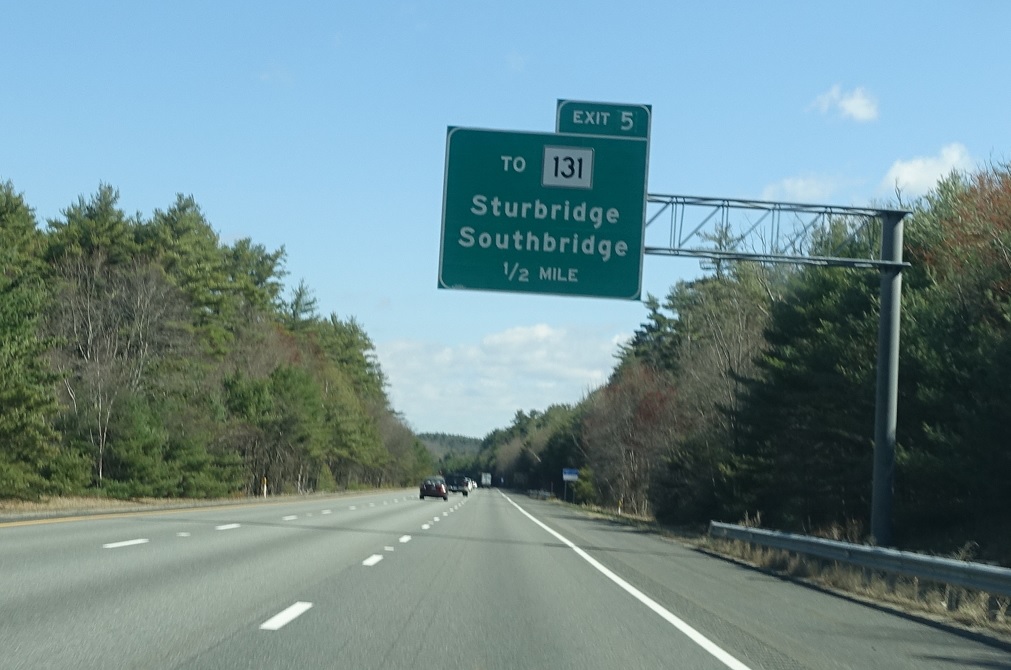 EXIT 5
TO 131
Sturbridge
Southbridge
1/2 MILE